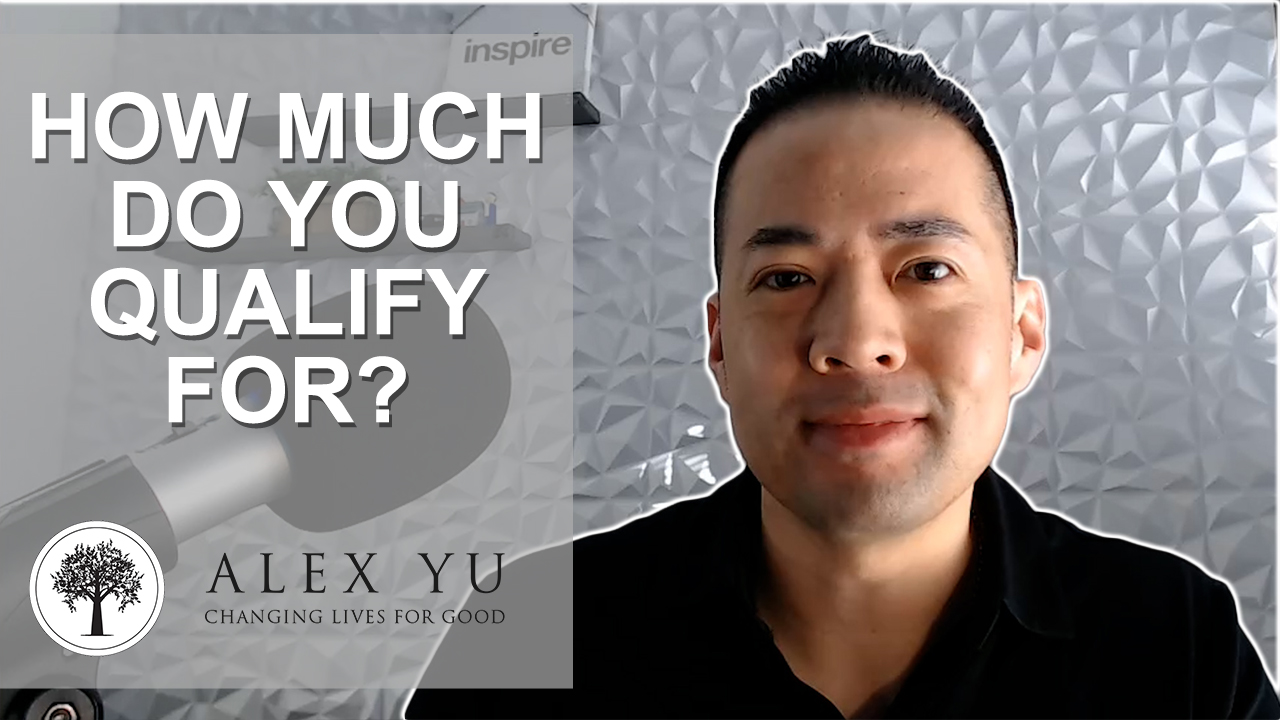 inspire
HOW MUCH
DO YOU
QUALIFY
FOR?
ALEX YU
CHANGING LIVES FOR GOOD